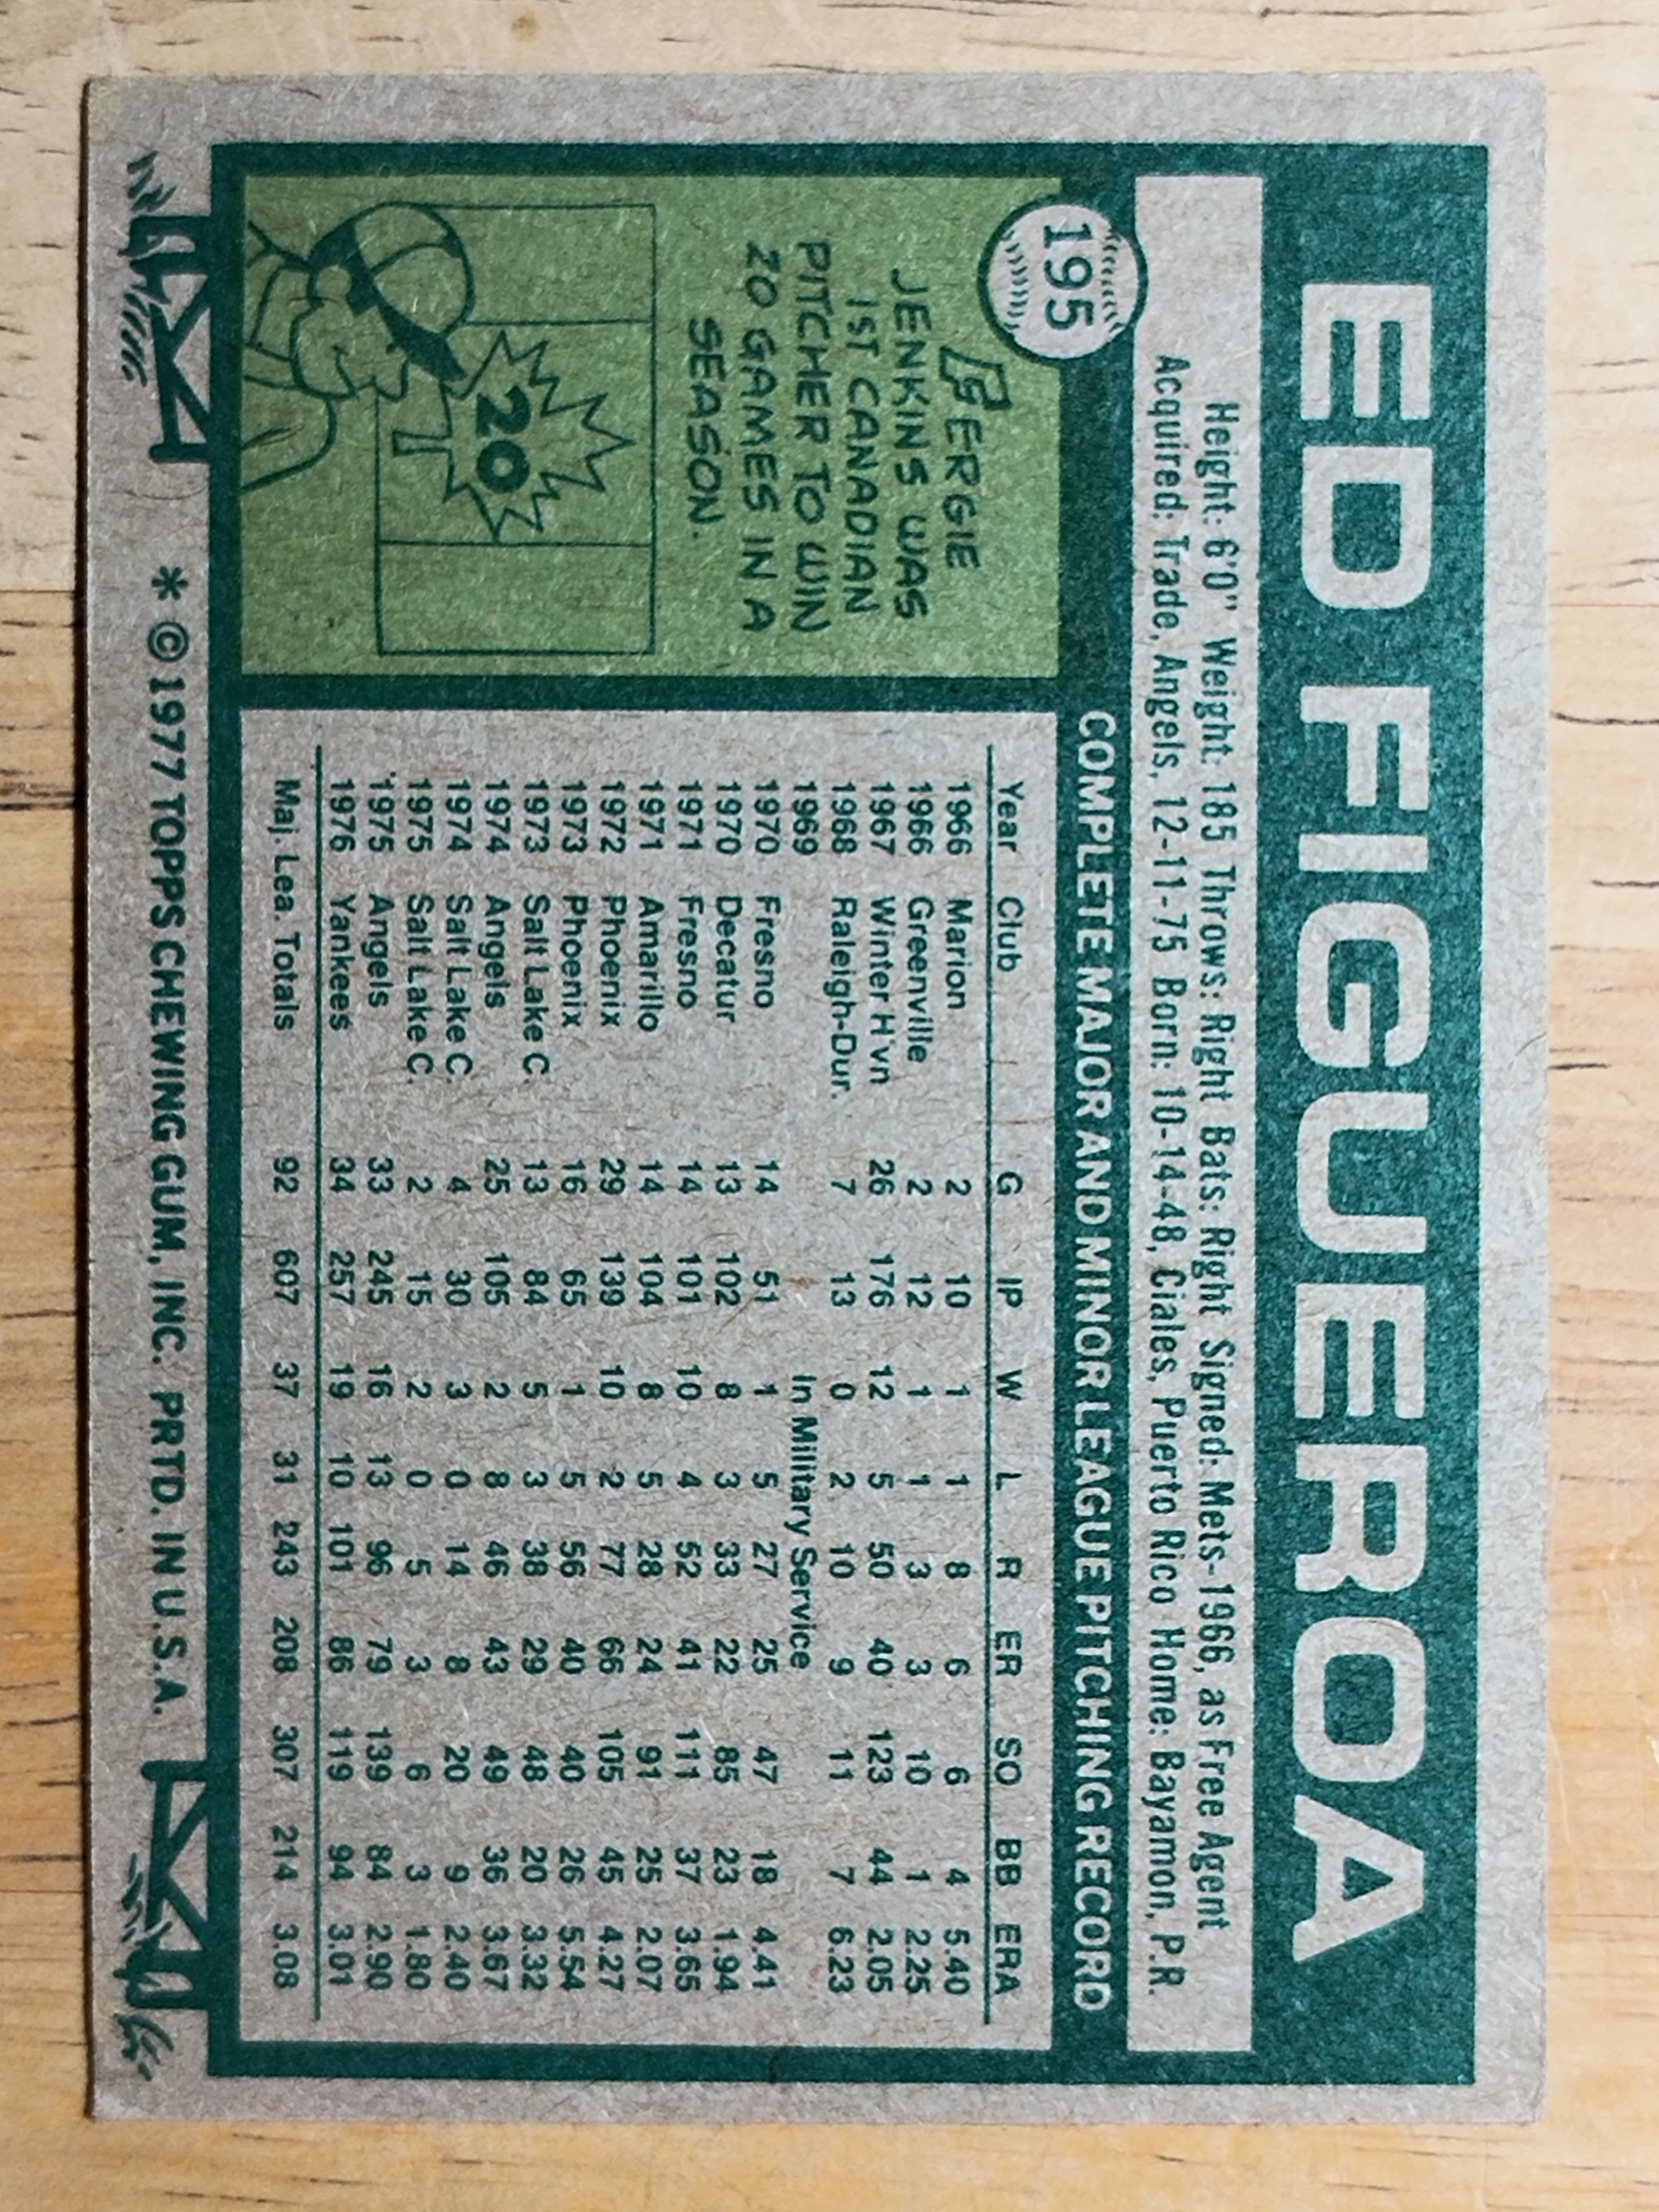 ED FIGUEROA
195
Height: 6'0" Weight: 185 Throws: Right Bats: Right Signed: Mets-1966, as Free Agent
Acquired: Trade, Angels, 12-11-75 Born: 10-14-48, Ciales, Puerto Rico Home: Bayamon, P.R.
FERGIE
JENKINS WAS
1ST CANADIAN
PITCHER TO WIN
20 GAMES IN A
SEASON.
20
COMPLETE MAJOR AND MINOR LEAGUE PITCHING RECORD
Year Club G IP W L R ER SO BB ERA
1966 Marion 2 10 1 1 8 6 6 4 5.40
1966 Greenville 2 12 1 1 3 3 10 1 2.25
1967 Winter H'vn 26 176 12 5 50 40 123 44 2.05
1968 Raleigh-Dur. 7 13 0 2 10 9 11 7 6.23
1969 In Military Service
1970 Fresno 14 51 1 5 27 25 47 18 4.41
1970 Decatur 13 102 8 3 33 22 85 23 1.94
1971 Fresno 14 101 10 4 52 41 111 37 3.65
1971 Amarillo 14 104 8 5 28 24 91 25 2.07
1972 Phoenix 29 139 10 2 77 66 105 45 4.27
1973 Phoenix 16 65 1 5 56 40 40 26 5.54
1973 Salt Lake C. 13 84 5 3 38 29 48 20 3.32
1974 Angels 25 105 2 8 46 43 49 36 3.67
1974 Salt Lake C. 4 30 3 0 14 8 20 9 2.40
1975 Salt Lake C. 2 15 2 0 5 3 6 3 1.80
1975 Angels 33 245 16 13 96 79 139 84 2.90
1976 Yankees 34 257 19 10 101 86 119 94 3.01
Maj. Lea. Totals 92 607 37 31 243 208 307 214 3.08
* © 1977 TOPPS CHEWING GUM, INC. PRTD. IN U.S.A.